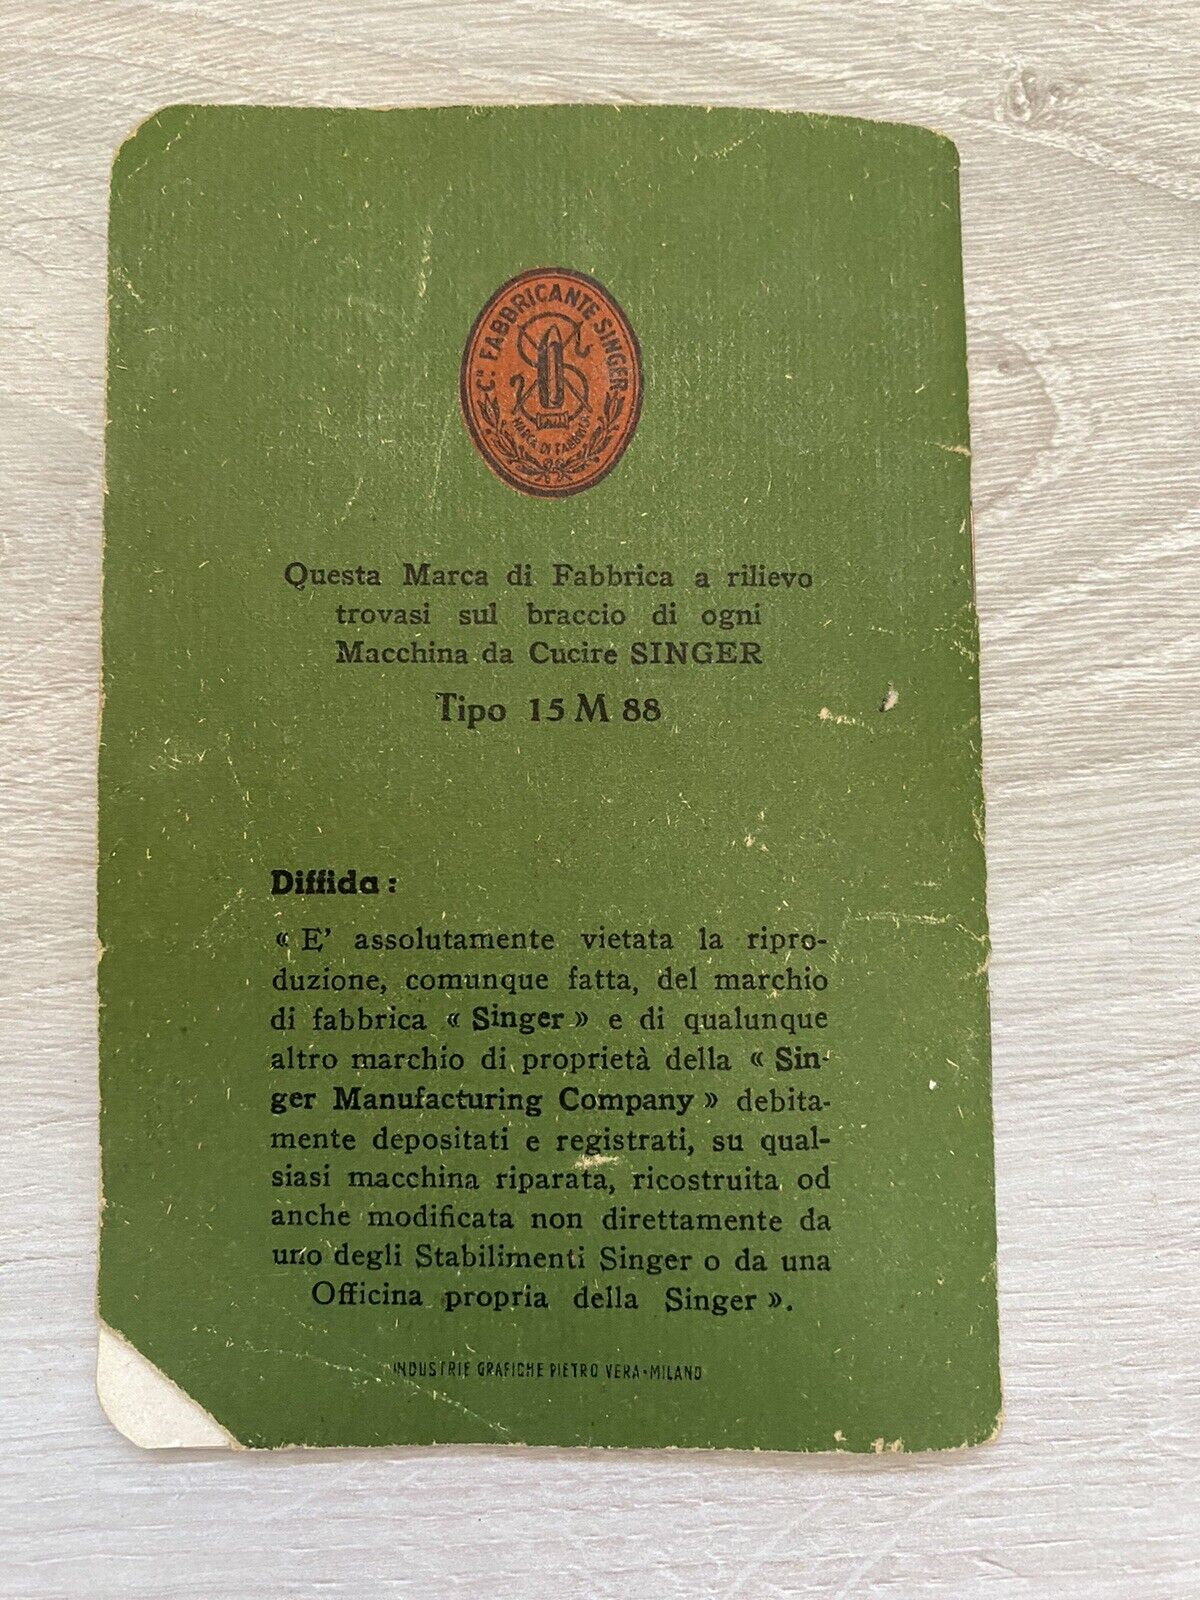 Cia. FABBRICANTE SINGER
MARCA DI FABBRICA
Questa Marca di Fabbrica a rilievo
trovasi sul braccio di ogni
Macchina da Cucire SINGER
Tipo 15 M 88
Diffida :
« E' assolutamente vietata la ripro-
duzione, comunque fatta, del marchio
di fabbrica « Singer » e di qualunque
altro marchio di proprietà della « Sin-
ger Manufacturing Company » debita-
mente depositati e registrati, su qual-
siasi macchina riparata, ricostruita od
anche modificata non direttamente da
uno degli Stabilimenti Singer o da una
Officina propria della Singer ».
INDUSTRIE GRAFICHE PIETRO VERA-MILANO